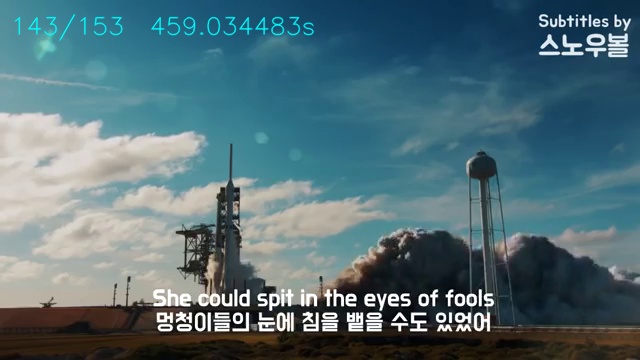 143/153 459.034483s
Subtitles by
스노우볼
She could spit in the eyes of fools
멍청이들의 눈에 침을 뱉을 수도 있었어